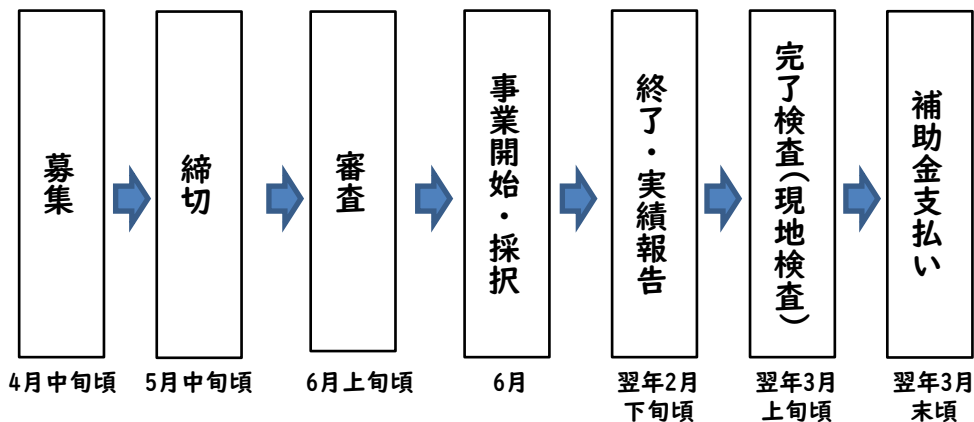 募集
締切
審査
事業開始・採択
終了・実績報告
完了検査(現地検査)
補助金支払い
4月中旬頃
5月中旬頃
6月上旬頃
6月
翌年2月
下旬頃
翌年3月
上旬頃
翌年3月
末頃